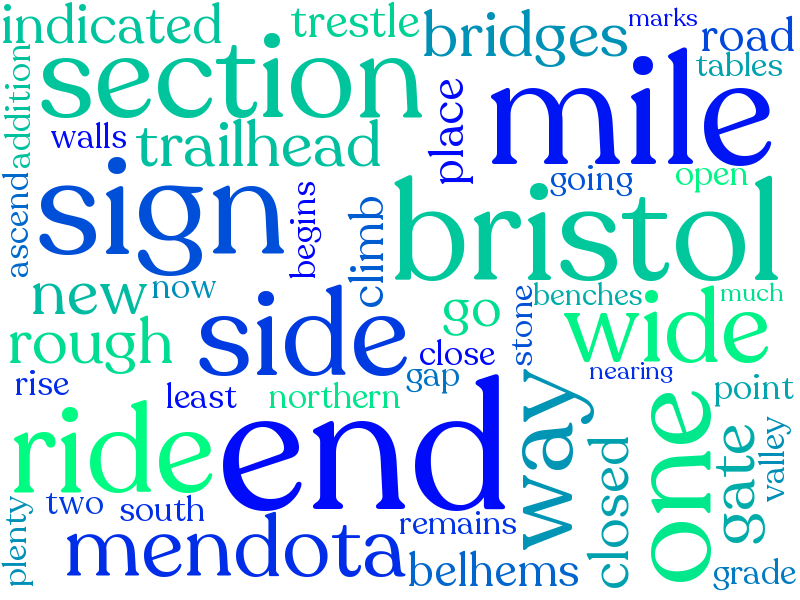 indicated
trestle
bridges
marks
road
section
tables
mile
addition
walls
trailhead
place
going
open
sign
ascend
begins
climb
bristol
new
now
benches
much
rough
side
go
stone
wide
close
gap
nearing
rise
least
northern
point
ride
end
way
one
valley
gate
closed
plenty
two
south
remains
mendota
belhems
grade